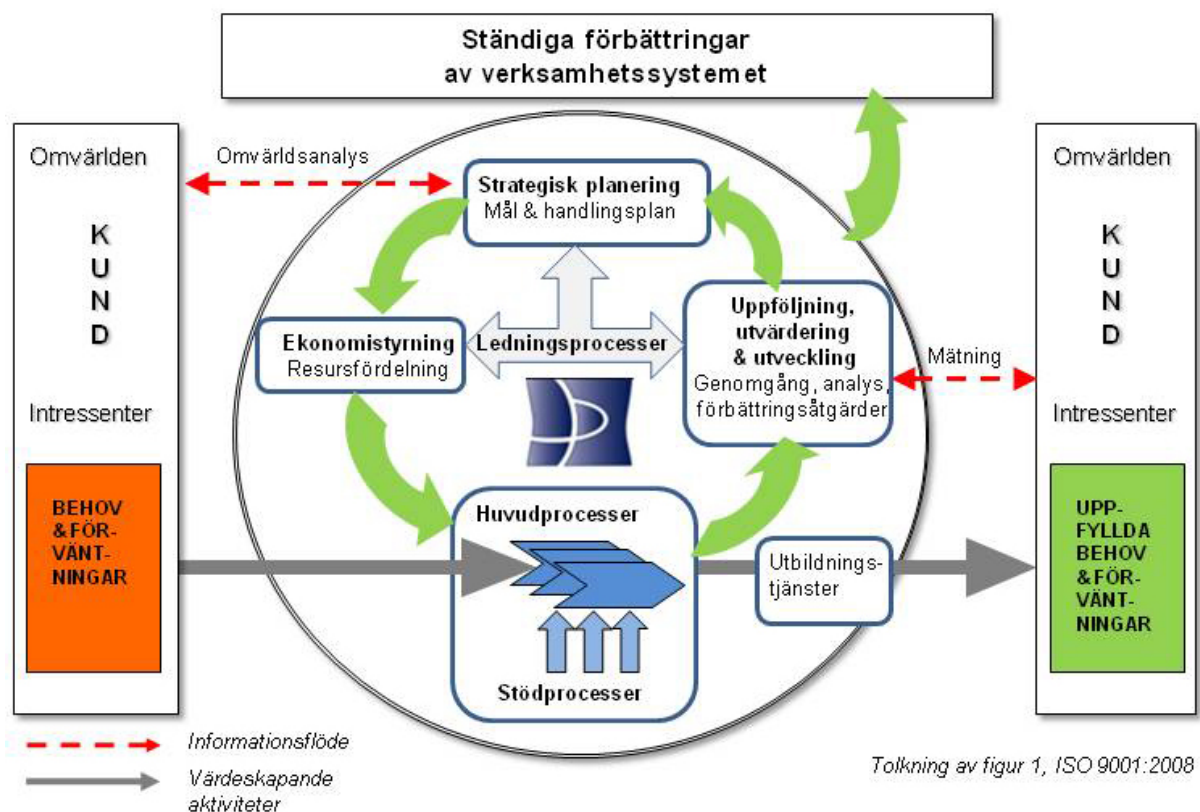 Ständiga förbättringar
av verksamhetssystemet
Omvärlden
K
U
N
D
Intressenter
BEHOV
&FÖR-
VÄNT-
NINGAR
Omvärldsanalys
Strategisk planering
Mål & handlingsplan
Ekonomistyrning
Resursfördelning
Ledningsprocesser
Uppföljning,
utvärdering
& utveckling
Genomgång, analys,
förbättringsåtgärder
Mätning
Huvudprocesser
Stödprocesser
Utbildnings-
tjänster
Omvärlden
K
U
N
D
Intressenter
UPP-
FYLLDA
BEHOV
&FÖR-
VÄNT-
NINGAR
Informationsflöde
Värdeskapande
aktiviteter
Tolkning av figur 1, ISO 9001:2008